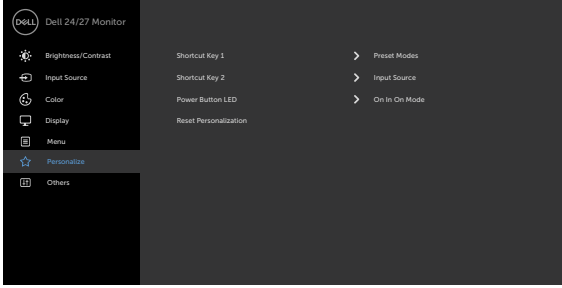 DELL Dell 24/27 Monitor
Brightness/Contrast
Input Source
Color
Display
Menu
Personalize
Others
Shortcut Key 1 Preset Modes
Shortcut Key 2 Input Source
Power Button LED On In On Mode
Reset Personalization